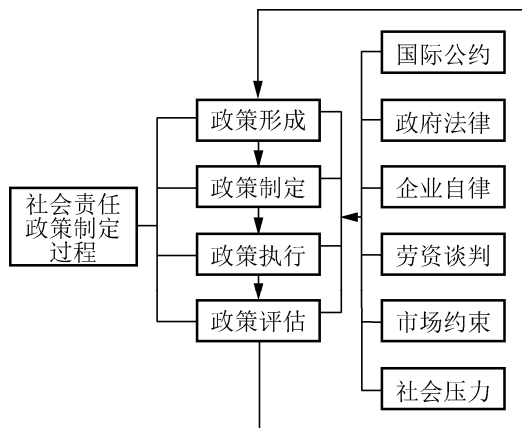 社会责任
政策制定
过程
政策形成
政策制定
政策执行
政策评估
国际公约
政府法律
企业自律
劳资谈判
市场约束
社会压力